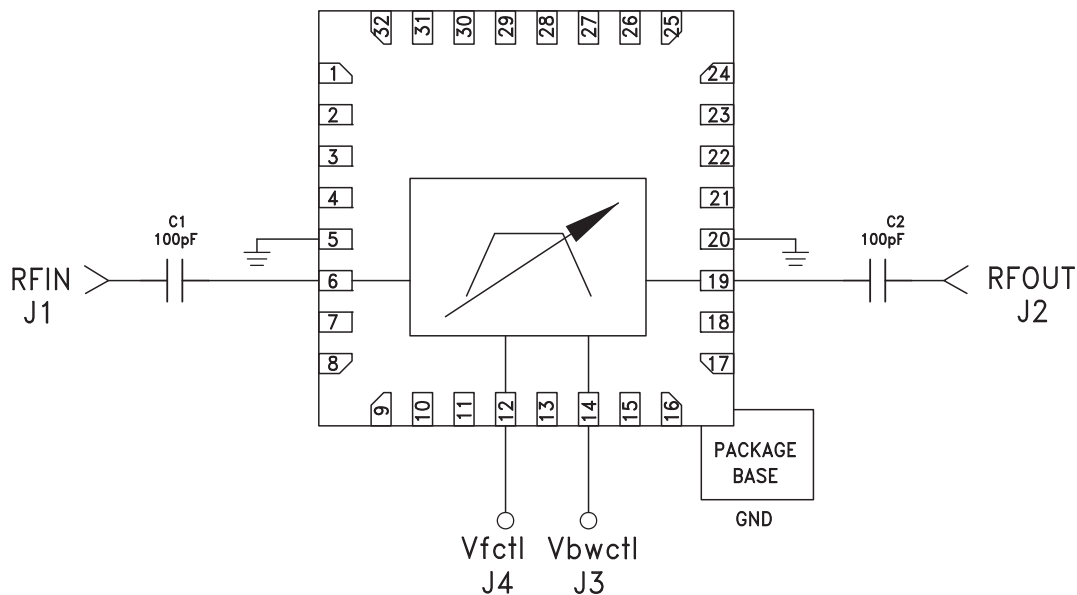 32 31 30 29 28 27 26 25
1 24
2 23
3 22
4 21
C1 C2
100pF 5 20 100pF
RFIN 6 19 RFOUT
J1 J2
7 18
8 17
9 10 11 12 13 14 15 16
PACKAGE
BASE
GND
Vfctl Vbwctl
J4 J3